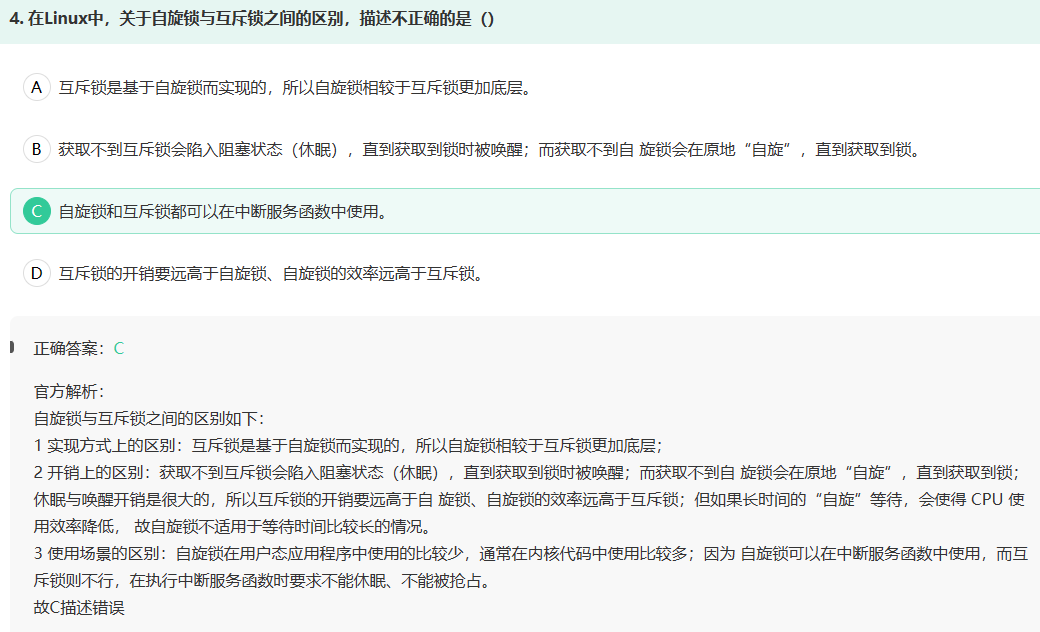 4. 在Linux中，关于自旋锁与互斥锁之间的区别，描述不正确的是（）
A 互斥锁是基于自旋锁而实现的，所以自旋锁相较于互斥锁更加底层。
B 获取不到互斥锁会陷入阻塞状态（休眠），直到获取到锁时被唤醒；而获取不到自 旋锁会在原地“自旋”，直到获取到锁。
C 自旋锁和互斥锁都可以在中断服务函数中使用。
D 互斥锁的开销要远高于自旋锁、自旋锁的效率远高于互斥锁。
正确答案：C
官方解析：
自旋锁与互斥锁之间的区别如下：
1 实现方式上的区别：互斥锁是基于自旋锁而实现的，所以自旋锁相较于互斥锁更加底层；
2 开销上的区别：获取不到互斥锁会陷入阻塞状态（休眠），直到获取到锁时被唤醒；而获取不到自 旋锁会在原地“自旋”，直到获取到锁；
休眠与唤醒开销是很大的，所以互斥锁的开销要远高于自 旋锁、自旋锁的效率远高于互斥锁；但如果长时间的“自旋”等待，会使得 CPU 使
用效率降低， 故自旋锁不适用于等待时间比较长的情况。
3 使用场景的区别：自旋锁在用户态应用程序中使用的比较少，通常在内核代码中使用比较多；因为 自旋锁可以在中断服务函数中使用，而互
斥锁则不行，在执行中断服务函数时要求不能休眠、不能被抢占。
故C描述错误